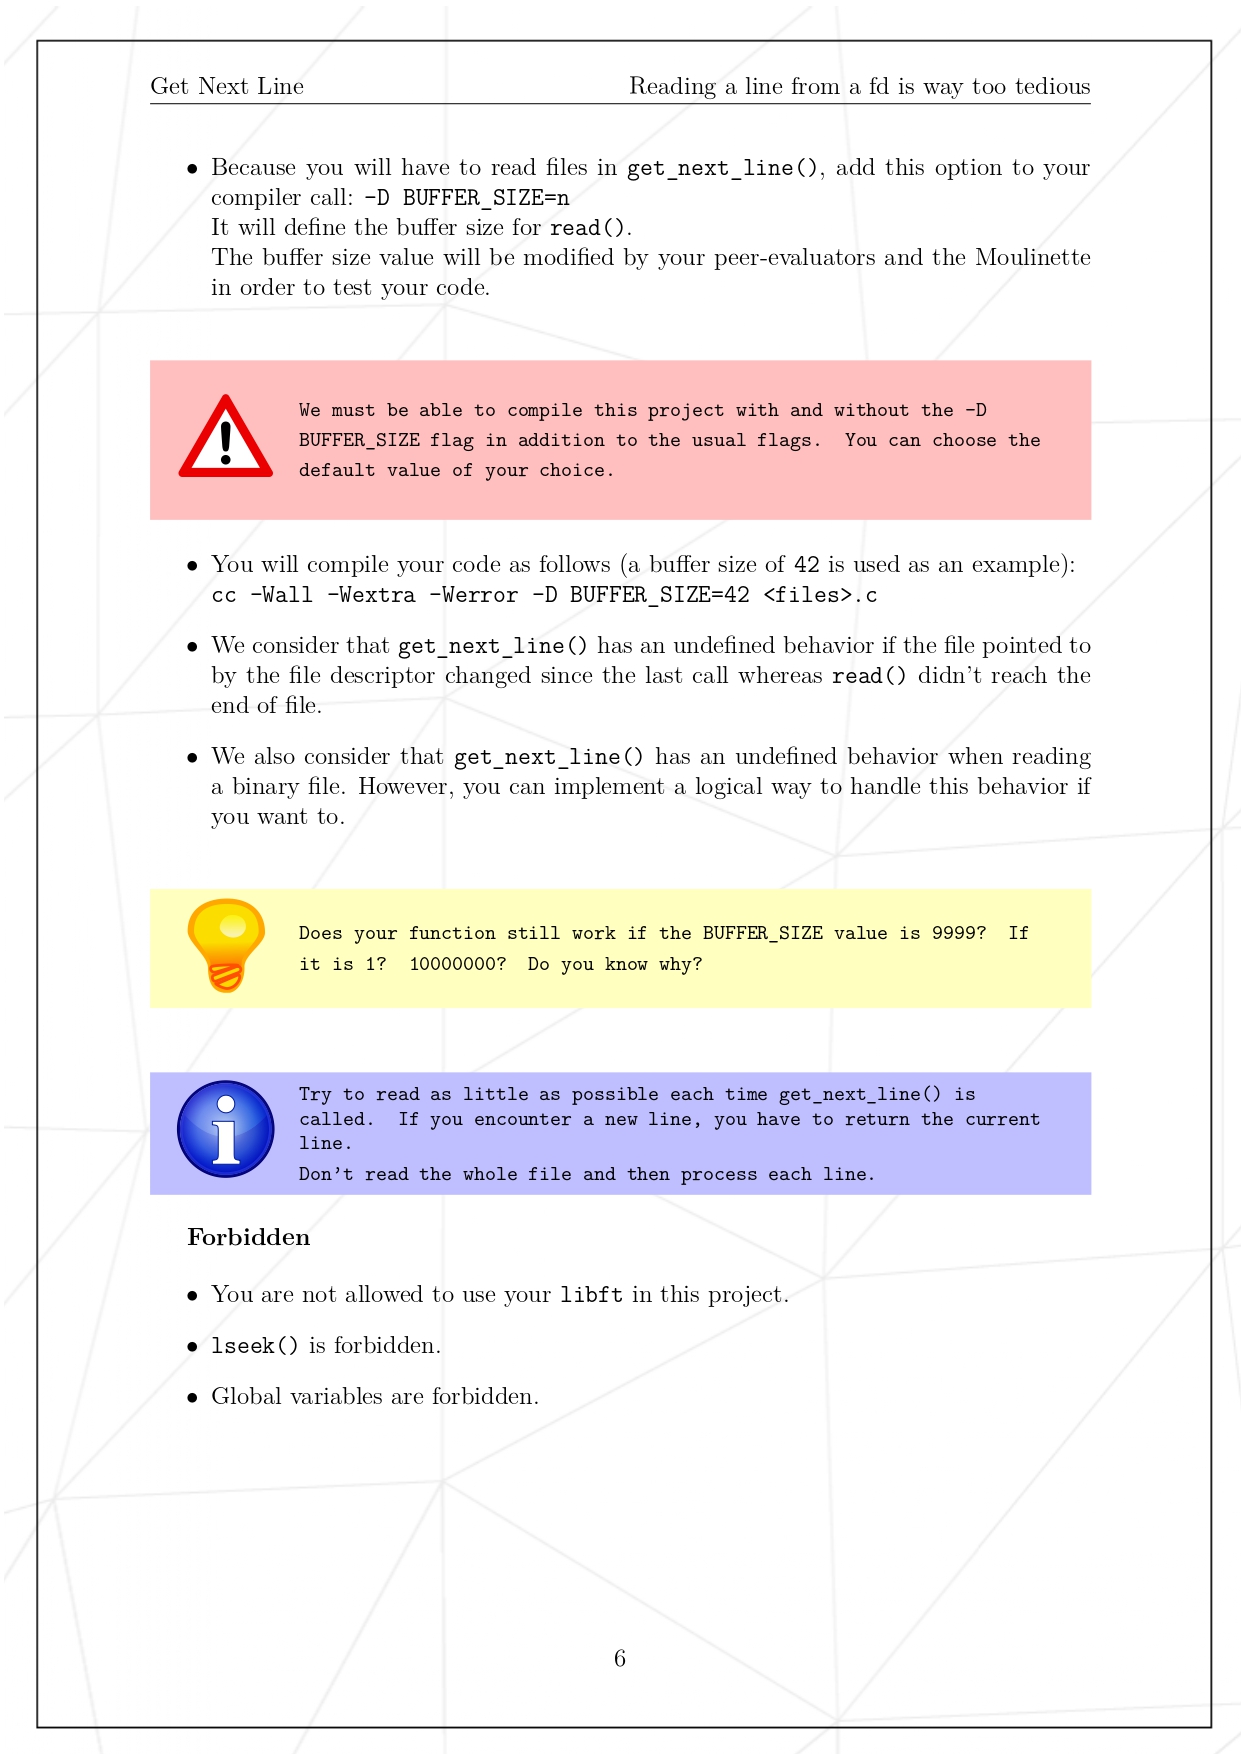 Get Next Line
Reading a line from a fd is way too tedious
• Because you will have to read files in get_next_line(), add this option to your
compiler call: -D BUFFER_SIZE=n
It will define the buffer size for read().
The buffer size value will be modified by your peer-evaluators and the Moulinette
in order to test your code.
We must be able to compile this project with and without the -D
BUFFER_SIZE flag in addition to the usual flags. You can choose the
default value of your choice.
• You will compile your code as follows (a buffer size of 42 is used as an example):
cc -Wall -Wextra -Werror -D BUFFER_SIZE=42 <files>.c
• We consider that get_next_line() has an undefined behavior if the file pointed to
by the file descriptor changed since the last call whereas read() didn't reach the
end of file.
• We also consider that get_next_line() has an undefined behavior when reading
a binary file. However, you can implement a logical way to handle this behavior if
you want to.
Does your function still work if the BUFFER_SIZE value is 9999? If
it is 1? 10000000? Do you know why?
Try to read as little as possible each time get_next_line() is
called. If you encounter a new line, you have to return the current
line.
Don't read the whole file and then process each line.
Forbidden
• You are not allowed to use your libft in this project.
• lseek() is forbidden.
• Global variables are forbidden.
6